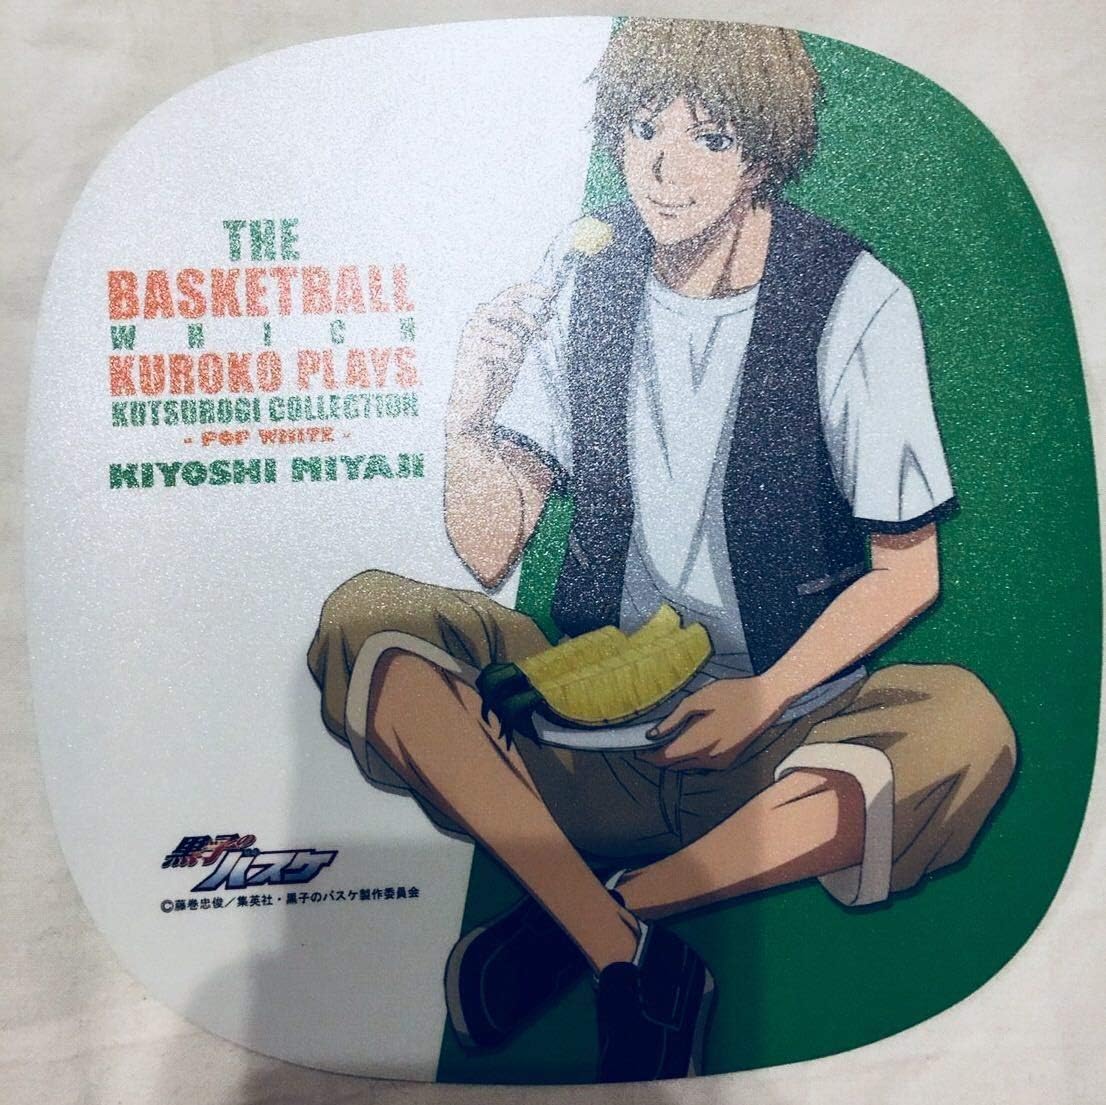 THE
BASKETBALL
WHICH
KUROKO PLAYS
KUTSUROGI COLLECTION
- POP WHITE -
KIYOSHI MIYAJI
黒子の
バスケ
©藤巻忠俊／集英社・黒子のバスケ製作委員会